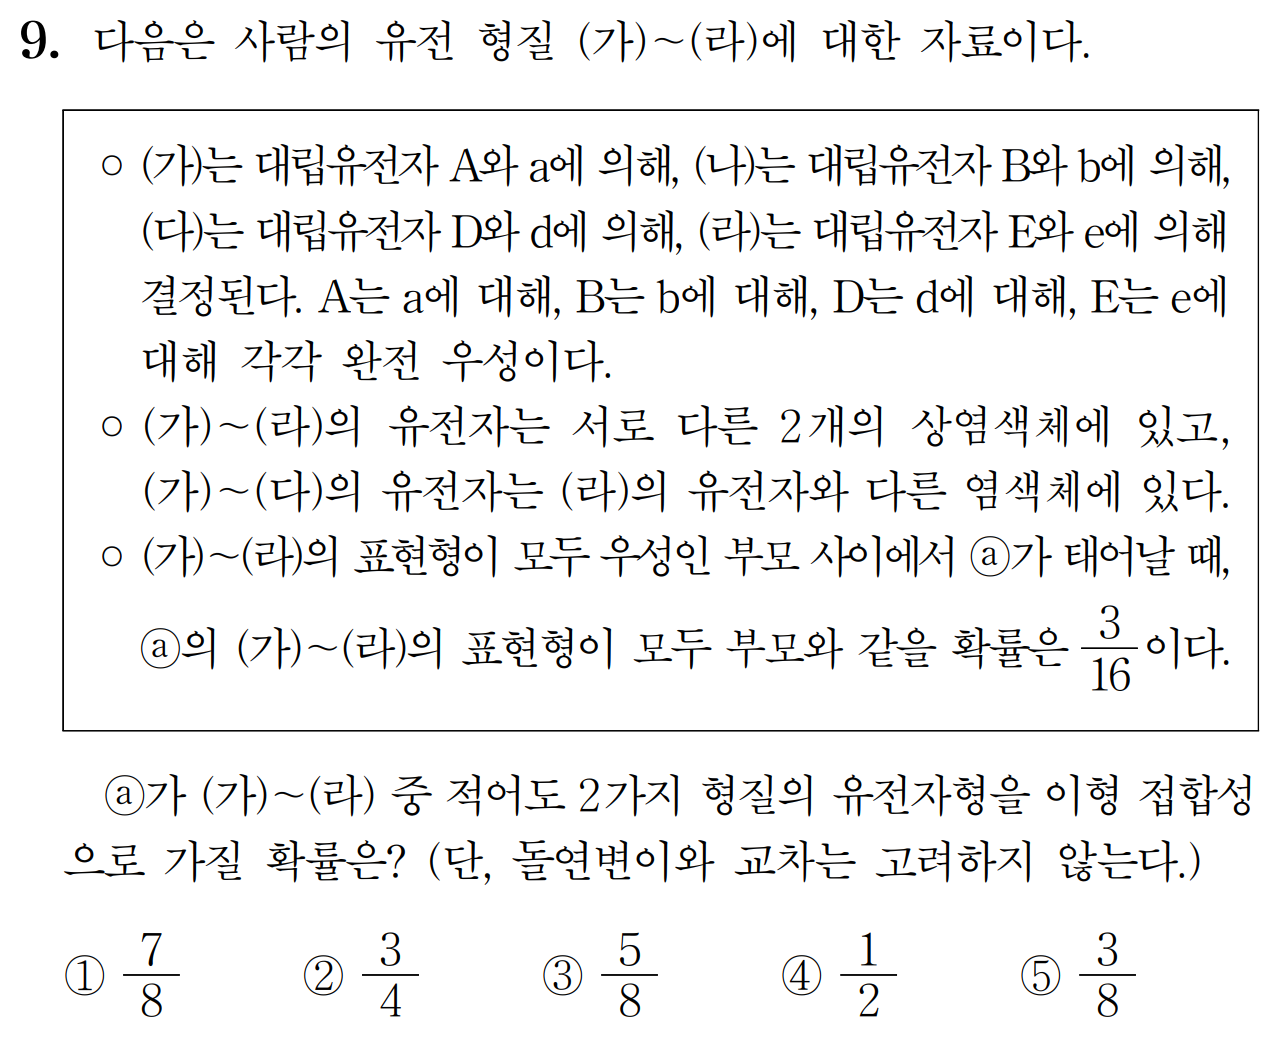 9. 다음은 사람의 유전 형질 (가)~(라)에 대한 자료이다.
○ (가)는 대립유전자 A와 a에 의해, (나)는 대립유전자 B와 b에 의해,
(다)는 대립유전자 D와 d에 의해, (라)는 대립유전자 E와 e에 의해
결정된다. A는 a에 대해, B는 b에 대해, D는 d에 대해, E는 e에
대해 각각 완전 우성이다.
○ (가)~(라)의 유전자는 서로 다른 2개의 상염색체에 있고,
(가)~(다)의 유전자는 (라)의 유전자와 다른 염색체에 있다.
○ (가)~(라)의 표현형이 모두 우성인 부모 사이에서 ⓐ가 태어날 때,
ⓐ의 (가)~(라)의 표현형이 모두 부모와 같을 확률은 3/16이다.
ⓐ가 (가)~(라) 중 적어도 2가지 형질의 유전자형을 이형 접합성
으로 가질 확률은? (단, 돌연변이와 교차는 고려하지 않는다.)
① 7/8 ② 3/4 ③ 5/8 ④ 1/2 ⑤ 3/8